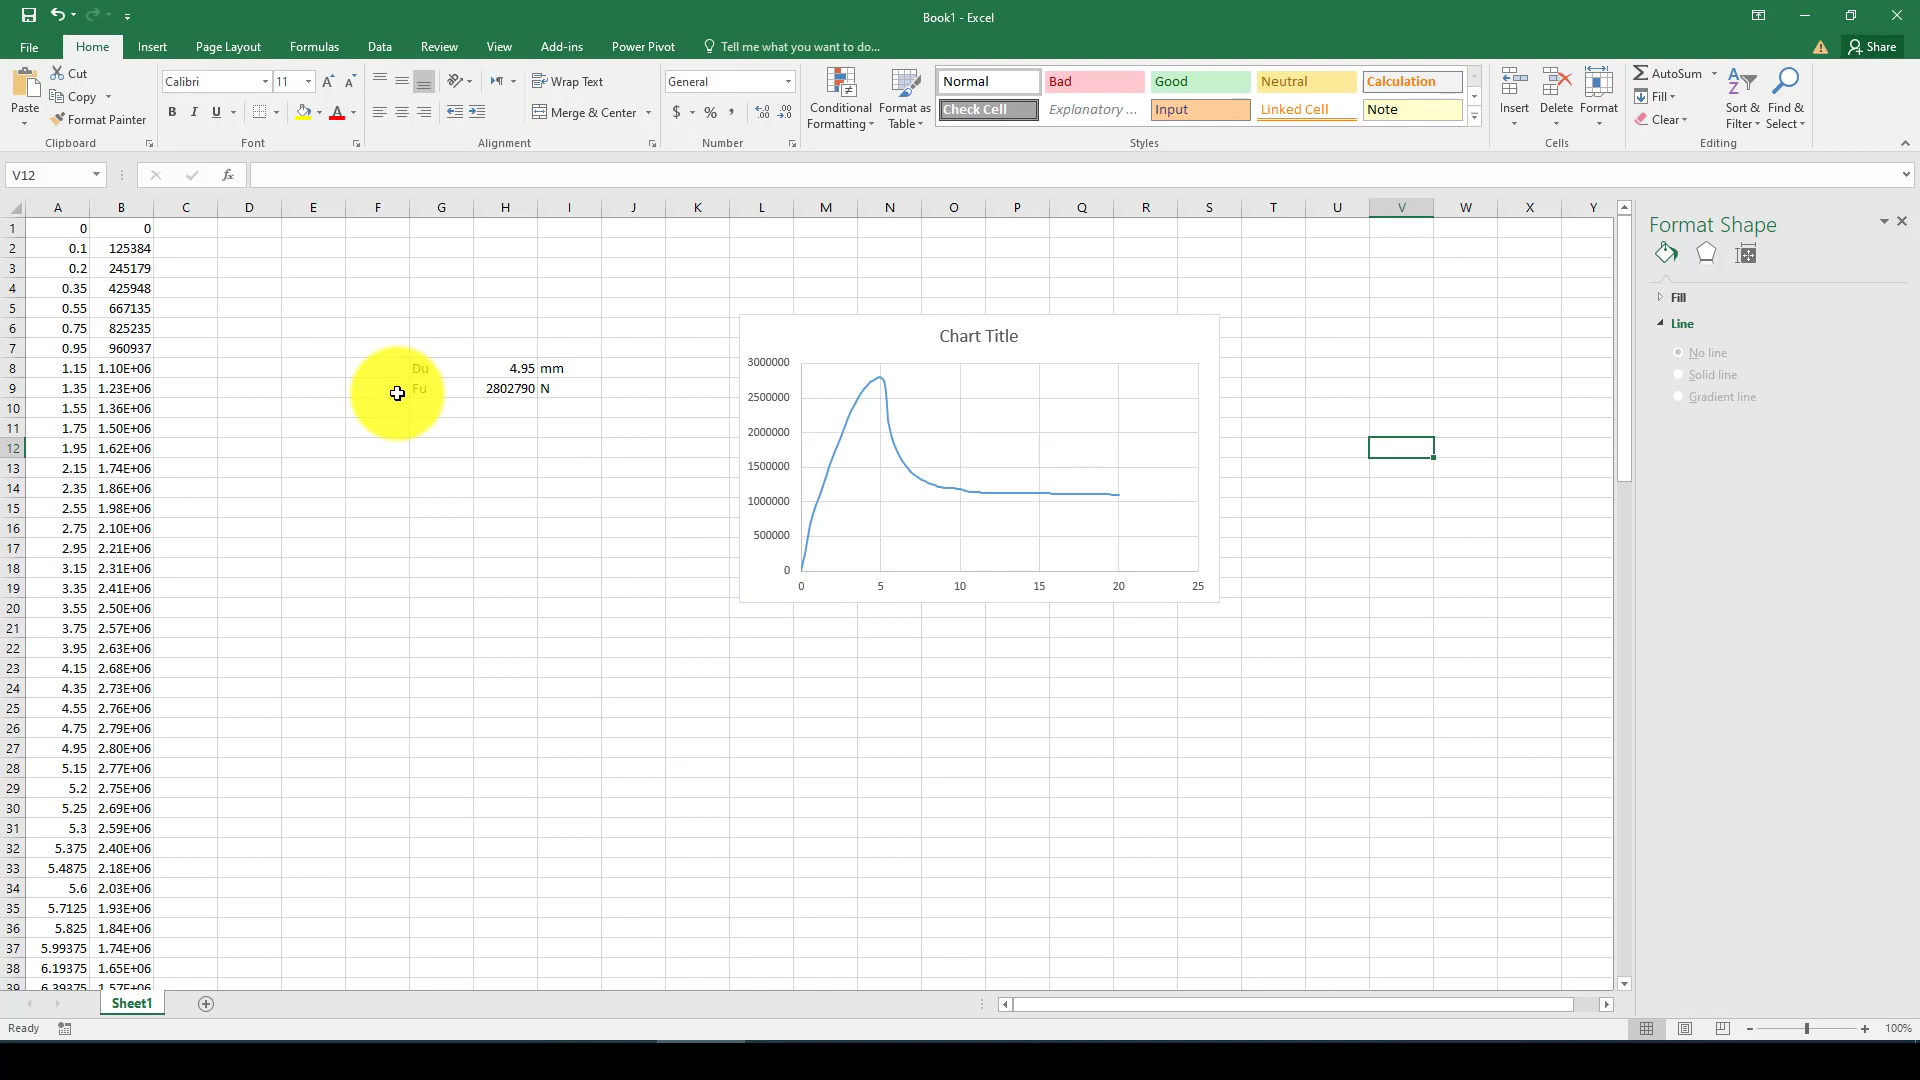 Book1 - Excel
File Home Insert Page Layout Formulas Data Review View Add-ins Power Pivot Tell me what you want to do... Share
Paste
Cut
Copy
Format Painter
Clipboard
Calibri 11
B I U
Font
Wrap Text
Merge & Center
Alignment
General
$ % ,
Number
Conditional Formatting
Format as Table
Normal Bad Good Neutral Calculation
Check Cell Explanatory ... Input Linked Cell Note
Styles
Insert Delete Format
Cells
AutoSum
Fill
Clear
Sort & Filter
Find & Select
Editing
V12 fx
A B C D E F G H I J K L M N O P Q R S T U V W X Y
1 0 0
2 0.1 125384
3 0.2 245179
4 0.35 425948
5 0.55 667135
6 0.75 825235
7 0.95 960937
8 1.15 1.10E+06 Du 4.95 mm
9 1.35 1.23E+06 Fu 2802790 N
10 1.55 1.36E+06
11 1.75 1.50E+06
12 1.95 1.62E+06
13 2.15 1.74E+06
14 2.35 1.86E+06
15 2.55 1.98E+06
16 2.75 2.10E+06
17 2.95 2.21E+06
18 3.15 2.31E+06
19 3.35 2.41E+06
20 3.55 2.50E+06
21 3.75 2.57E+06
22 3.95 2.63E+06
23 4.15 2.68E+06
24 4.35 2.73E+06
25 4.55 2.76E+06
26 4.75 2.79E+06
27 4.95 2.80E+06
28 5.15 2.77E+06
29 5.2 2.75E+06
30 5.25 2.69E+06
31 5.3 2.59E+06
32 5.375 2.40E+06
33 5.4875 2.18E+06
34 5.6 2.03E+06
35 5.7125 1.93E+06
36 5.825 1.84E+06
37 5.99375 1.74E+06
38 6.19375 1.65E+06
39 6.39375 1.57E+06
Chart Title
3000000
2500000
2000000
1500000
1000000
500000
0
0 5 10 15 20 25
Format Shape
Fill
Line
No line
Solid line
Gradient line
Sheet1
Ready
100%